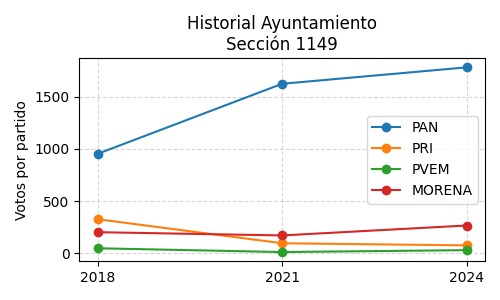 Historial Ayuntamiento
Sección 1149
Votos por partido
1500
1000
500
0
PAN
PRI
PVEM
MORENA
2018
2021
2024